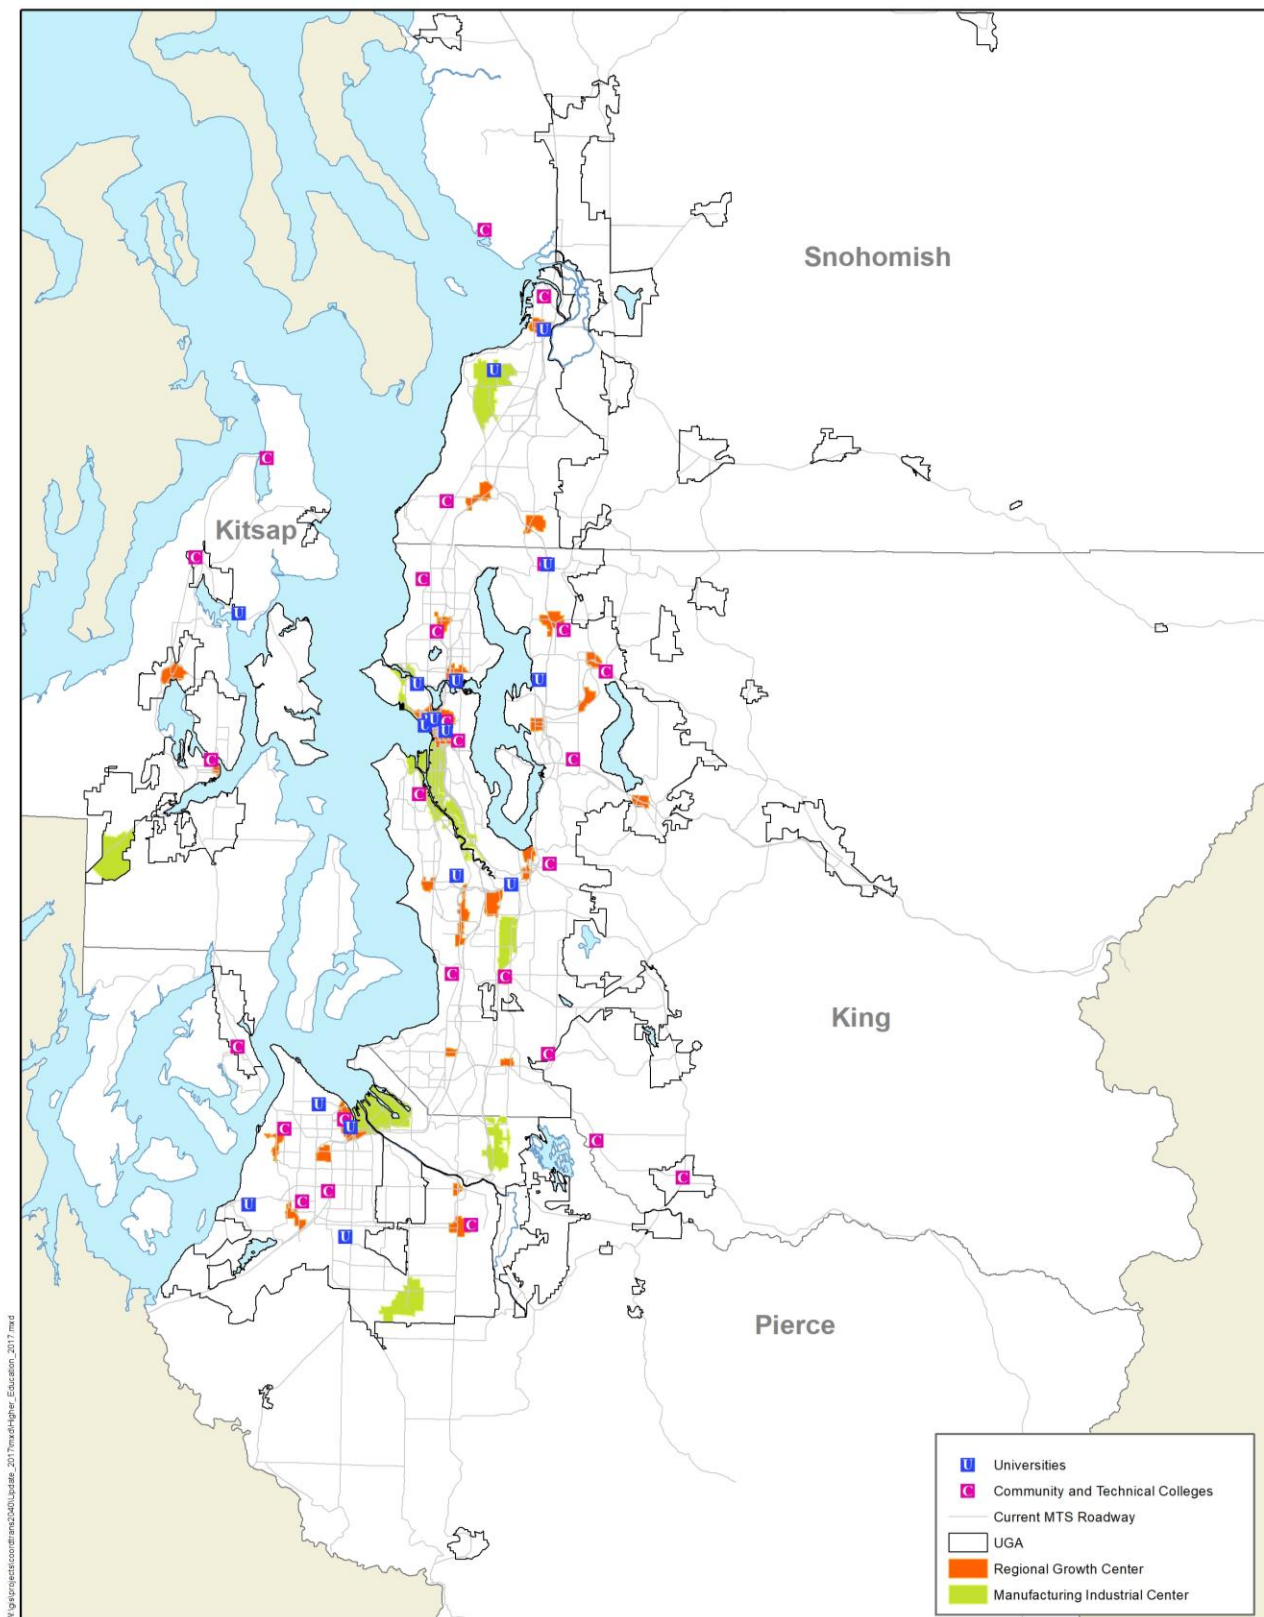 Snohomish
Kitsap
King
Pierce
Universities
Community and Technical Colleges
Current MTS Roadway
UGA
Regional Growth Center
Manufacturing Industrial Center